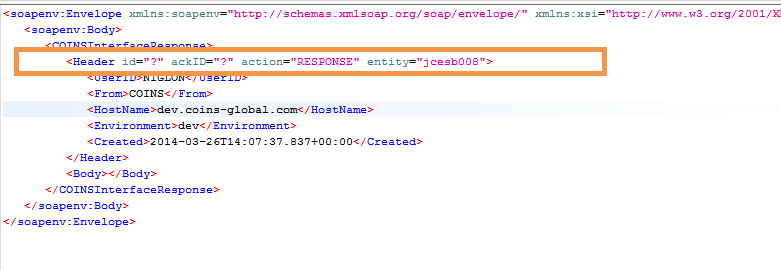 <soapenv:Envelope xmlns:soapenv="http://schemas.xmlsoap.org/soap/envelope/" xmlns:xsi="http://www.w3.org/2001/X
<soapenv:Body>
<COINSInterfaceResponse>
<Header id="?" ackID="?" action="RESPONSE" entity="jcesb008">
<UserID>NIGLON</UserID>
<From>COINS</From>
<HostName>dev.coins-global.com</HostName>
<Environment>dev</Environment>
<Created>2014-03-26T14:07:37.837+00:00</Created>
</Header>
<Body></Body>
</COINSInterfaceResponse>
</soapenv:Body>
</soapenv:Envelope>